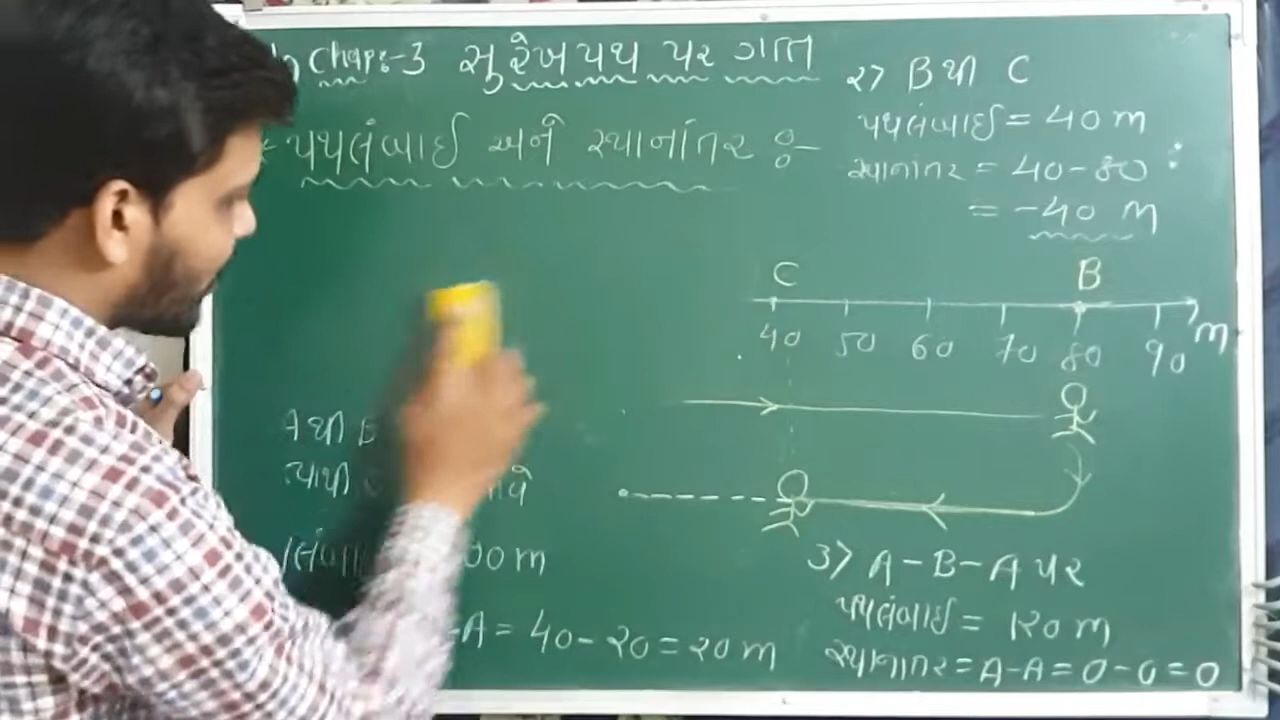 Chap:-3 સુરેખપથ પર ગતિ
* પથલંબાઈ અને સ્થાનાંતર :-
૨> B થી C
પથલંબાઈ = 40 m
સ્થાનાંતર = 40-80
= -40 m
C B
40 50 60 70 80 90 m
A થી B
ત્યાંથી
-A = 40 - ૨0 = ૨0 m
3> A-B-A પર
પથલંબાઈ = 1૨0 m
સ્થાનાંતર = A-A = 0-0 = 0